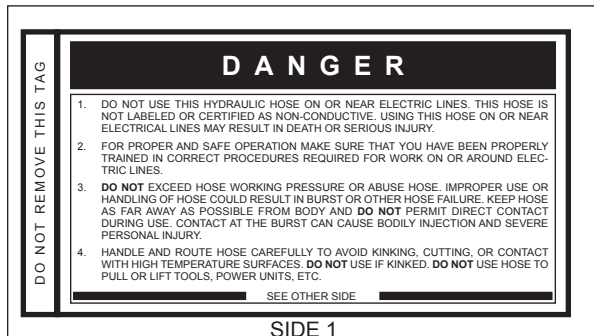 DO NOT REMOVE THIS TAG
DANGER
1. DO NOT USE THIS HYDRAULIC HOSE ON OR NEAR ELECTRIC LINES. THIS HOSE IS
NOT LABELED OR CERTIFIED AS NON-CONDUCTIVE. USING THIS HOSE ON OR NEAR
ELECTRICAL LINES MAY RESULT IN DEATH OR SERIOUS INJURY.
2. FOR PROPER AND SAFE OPERATION MAKE SURE THAT YOU HAVE BEEN PROPERLY
TRAINED IN CORRECT PROCEDURES REQUIRED FOR WORK ON OR AROUND ELEC-
TRIC LINES.
3. DO NOT EXCEED HOSE WORKING PRESSURE OR ABUSE HOSE. IMPROPER USE OR
HANDLING OF HOSE COULD RESULT IN BURST OR OTHER HOSE FAILURE. KEEP HOSE
AS FAR AWAY AS POSSIBLE FROM BODY AND DO NOT PERMIT DIRECT CONTACT
DURING USE. CONTACT AT THE BURST CAN CAUSE BODILY INJECTION AND SEVERE
PERSONAL INJURY.
4. HANDLE AND ROUTE HOSE CAREFULLY TO AVOID KINKING, CUTTING, OR CONTACT
WITH HIGH TEMPERATURE SURFACES. DO NOT USE IF KINKED. DO NOT USE HOSE TO
PULL OR LIFT TOOLS, POWER UNITS, ETC.
SEE OTHER SIDE
SIDE 1